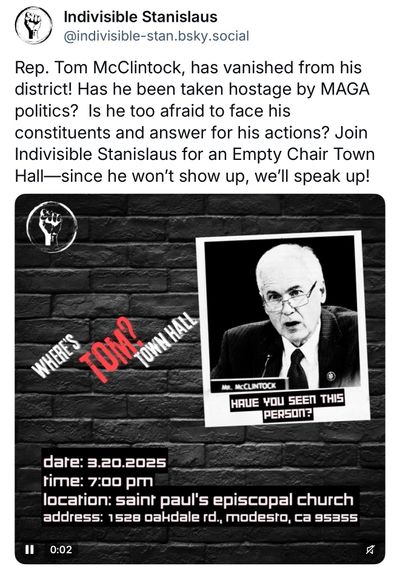 Indivisible Stanislaus
@indivisible-stan.bsky.social
Rep. Tom McClintock, has vanished from his
district! Has he been taken hostage by MAGA
politics?  Is he too afraid to face his
constituents and answer for his actions? Join
Indivisible Stanislaus for an Empty Chair Town
Hall—since he won't show up, we'll speak up!
WHERE'S
TOM?
TOWN HALL
MR. McCLINTOCK
HAVE YOU SEEN THIS
PERSON?
date: 3.20.2025
time: 7:00 pm
location: saint paul's episcopal church
address: 1528 oakdale rd., modesto, ca 95355
0:02